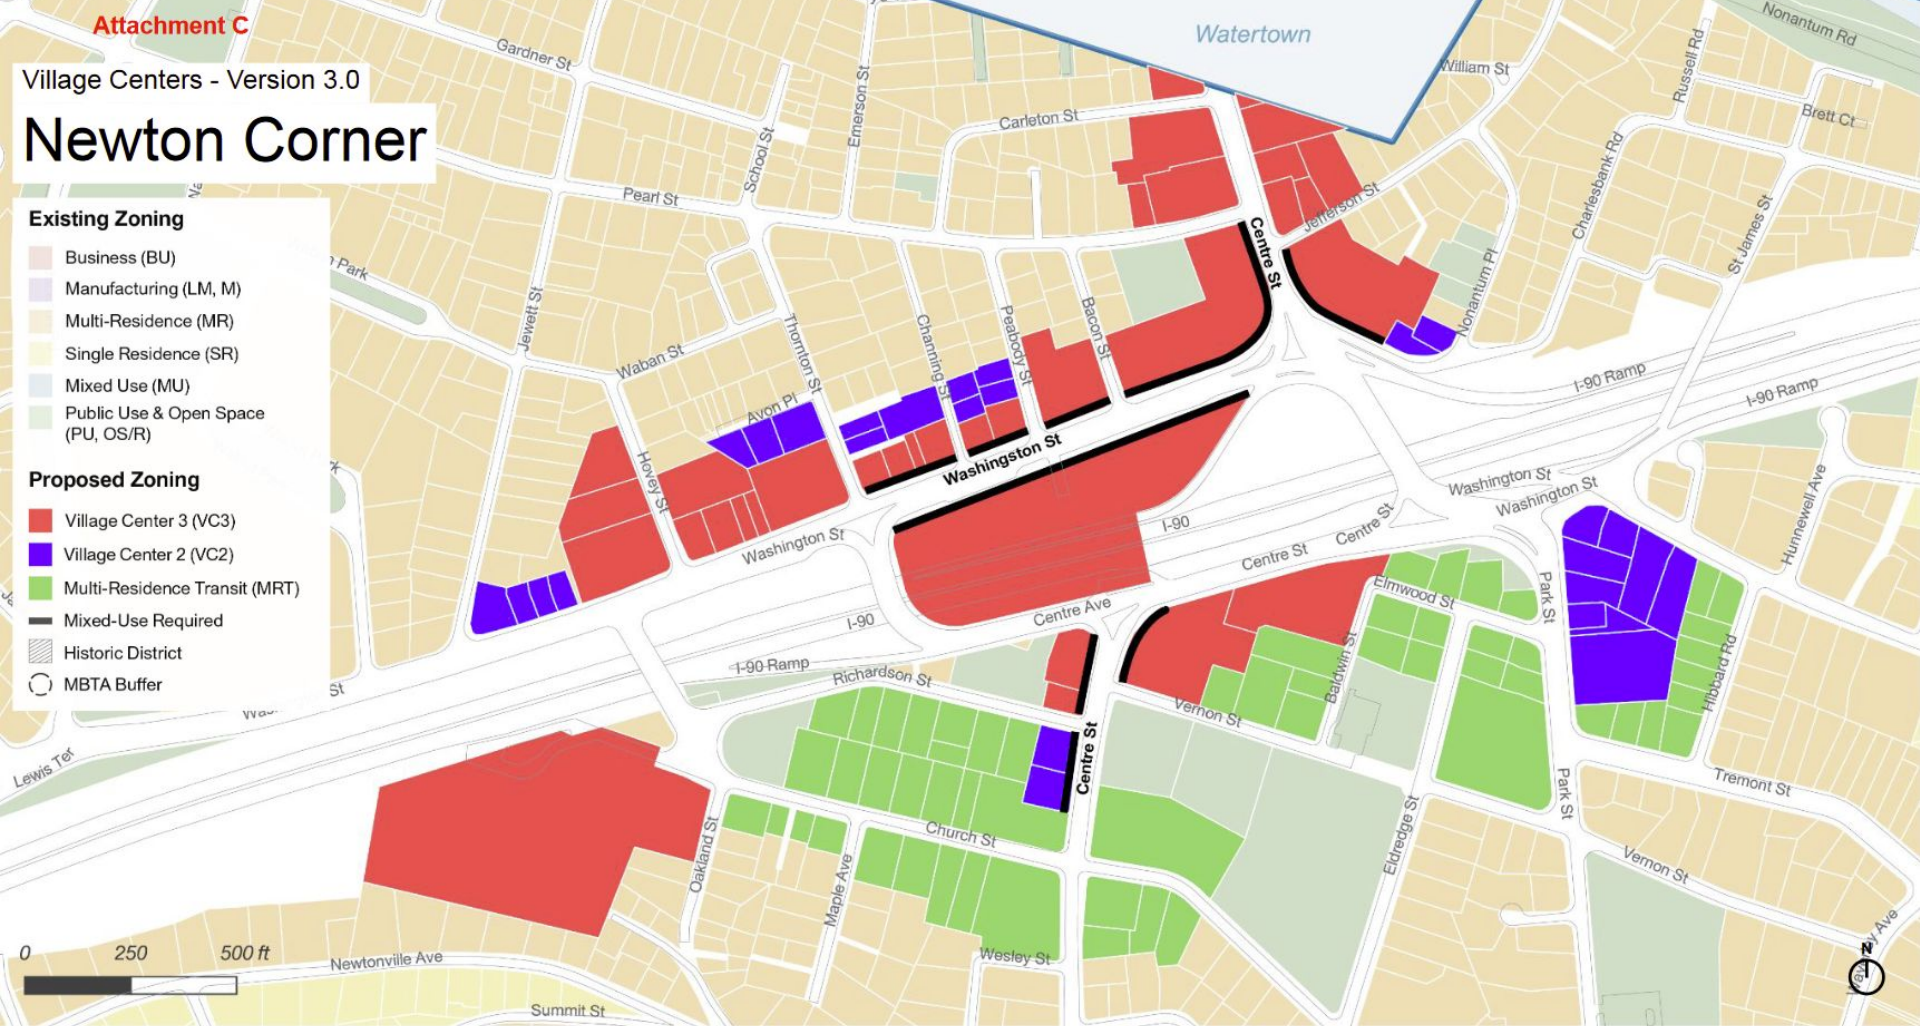 Attachment C
Village Centers - Version 3.0
Newton Corner
Existing Zoning
Business (BU)
Manufacturing (LM, M)
Multi-Residence (MR)
Single Residence (SR)
Mixed Use (MU)
Public Use & Open Space
(PU, OS/R)
Proposed Zoning
Village Center 3 (VC3)
Village Center 2 (VC2)
Multi-Residence Transit (MRT)
Mixed-Use Required
Historic District
MBTA Buffer
Watertown
Nonantum Rd
Gardner St
William St
Russell Rd
Brett Ct
Carleton St
Emerson St
School St
Pearl St
Charlesbank Rd
Jefferson St
St James St
Centre St
Nonantum Pl
Park
Jewett St
Waban St
Thornton St
Channing St
Peabody St
Bacon St
I-90 Ramp
I-90 Ramp
Avon Pl
Hovey St
Washingston St
Washington St
Washington St
Washington St
Hunnewell Ave
I-90
Centre St
Centre St
Elmwood St
Park St
Centre Ave
I-90
I-90 Ramp
Richardson St
Baldwin St
Hibbard Rd
Vernon St
St
Lewis Ter
Centre St
Tremont St
Park St
Church St
Oakland St
Maple Ave
Eldredge St
Vernon St
Wesley St
Newtonville Ave
Summit St
Ave
0 250 500 ft
N